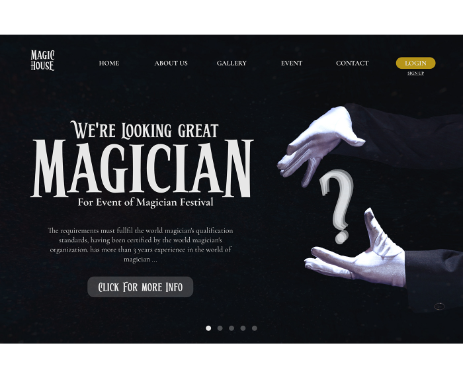 MAGIC
HOUSE
HOME
ABOUT US
GALLERY
EVENT
CONTACT
LOGIN
SIGN UP
WE'RE LOOKING GREAT
MAGICIAN
For Event of Magician Festival
The requirements must fullfil the world magician's qualification
standards, having been certified by the world magician's
organization, has more than 3 years experience in the world of
magician ...
CLICK FOR MORE INFO
?